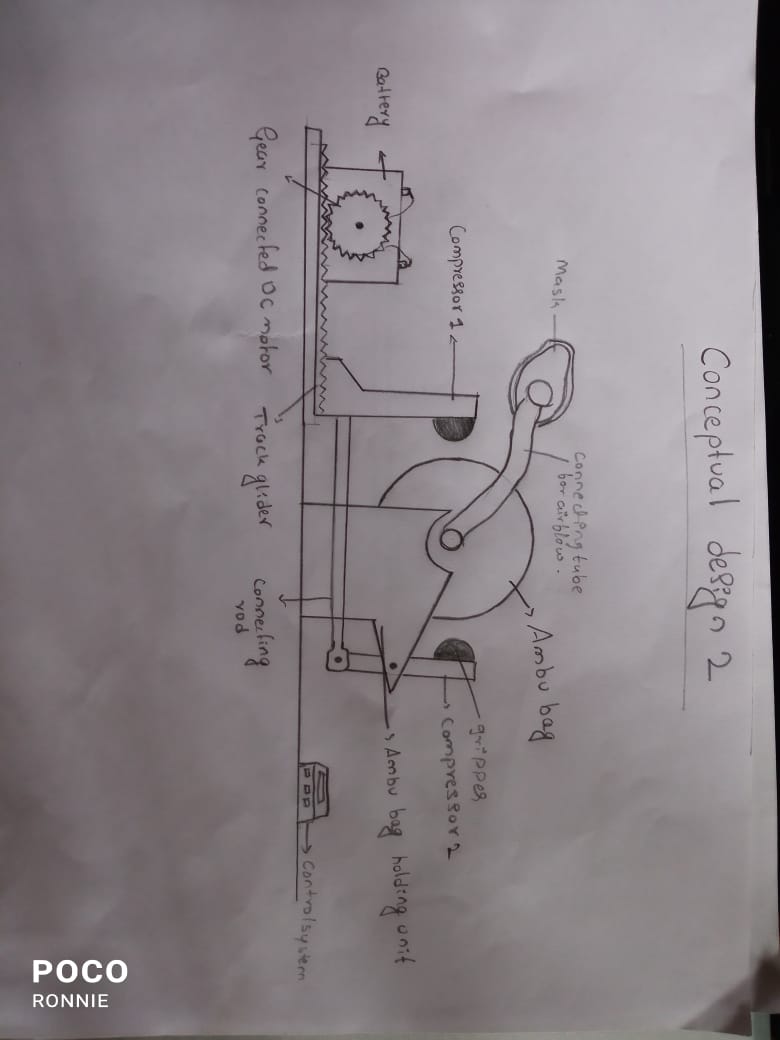 Conceptual design 2
Mask
Connecting tube
for airflow.
Ambu bag
Compressor 1
gripper
Compressor 2
Battery
Ambu bag holding unit
Gear connected DC motor
Track glider
Connecting
rod
Control system
POCO
RONNIE